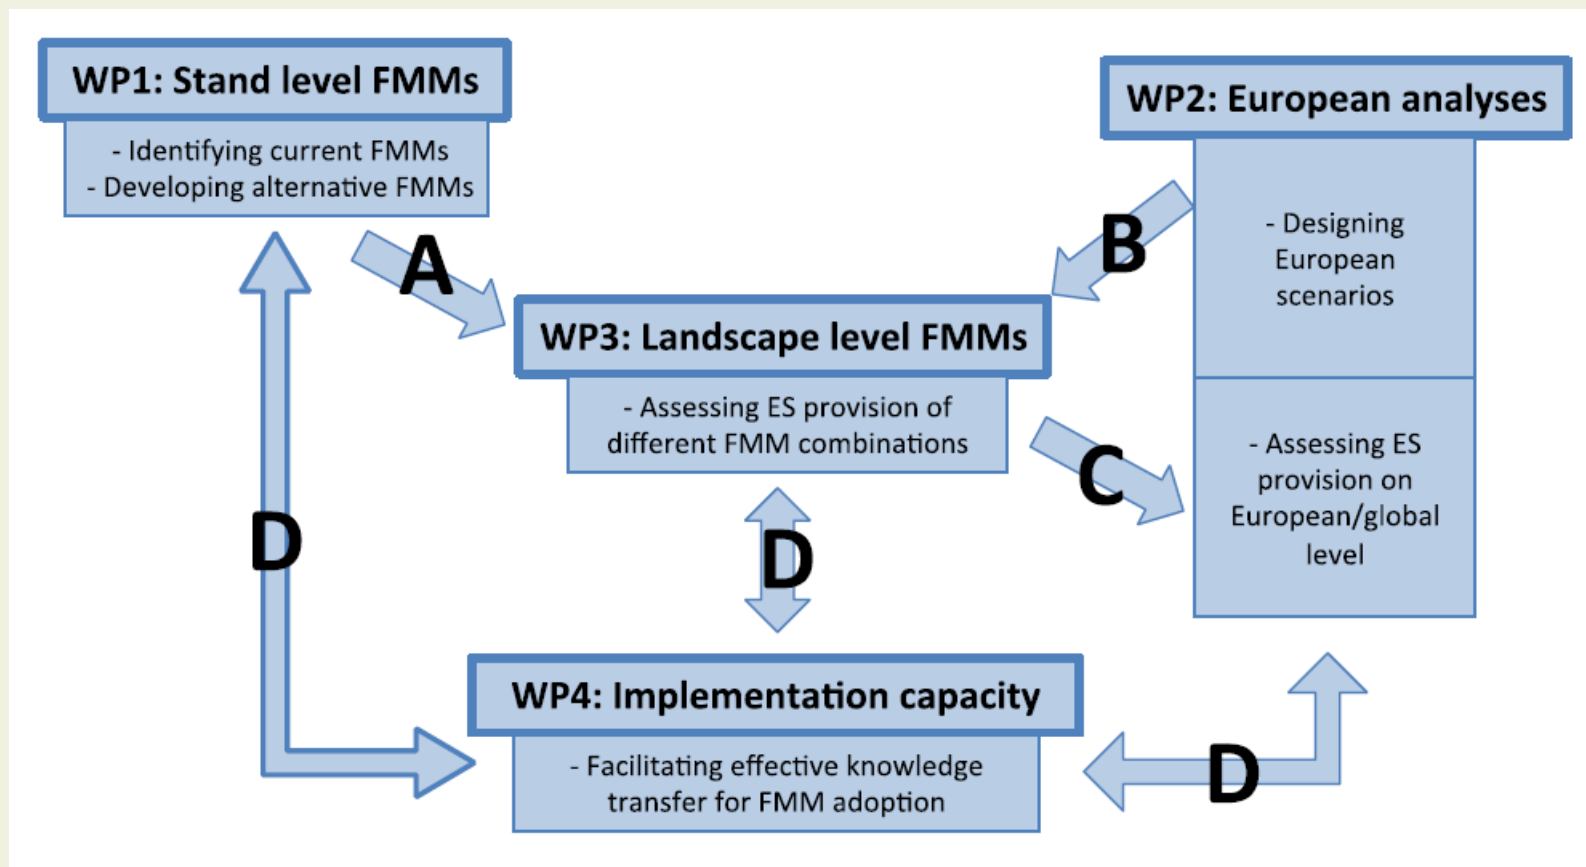 WP1: Stand level FMMs
- Identifying current FMMs
- Developing alternative FMMs
WP2: European analyses
- Designing
European
scenarios
- Assessing ES
provision on
European/global
level
A
B
WP3: Landscape level FMMs
- Assessing ES provision of
different FMM combinations
C
D
D
WP4: Implementation capacity
- Facilitating effective knowledge
transfer for FMM adoption
D